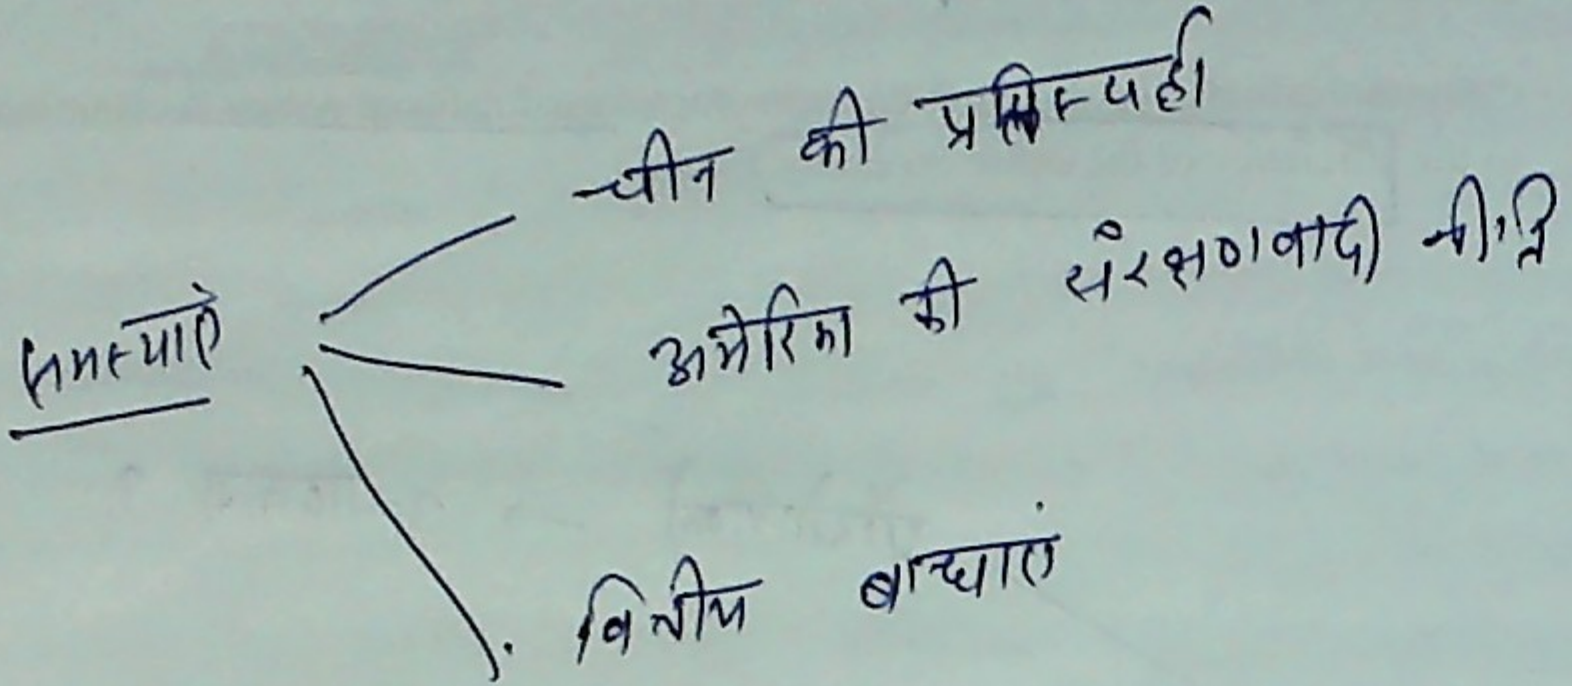 चीन की प्रतिस्पर्धा
अमेरिका की संरक्षणवादी नीति
समस्याएं
वित्तीय बाधाएं